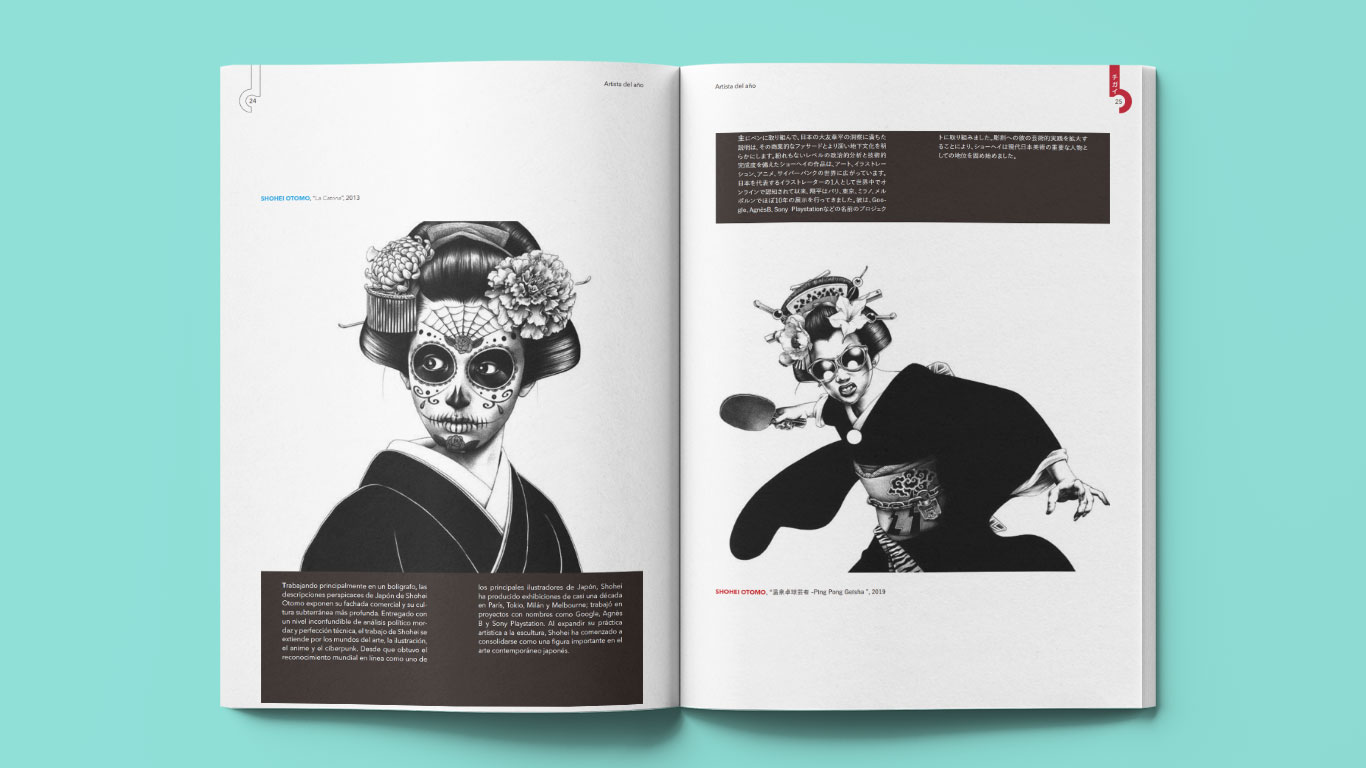 24
Artista del año
SHOHEI OTOMO, “La Catrina”, 2013
Trabajando principalmente en un bolígrafo, las
descripciones perspicaces de Japón de Shohei
Otomo exponen su fachada comercial y su cul-
tura subterránea más profunda. Entregado con
un nivel inconfundible de análisis político mor-
daz y perfección técnica, el trabajo de Shohei se
extiende por los mundos del arte, la ilustración,
el anime y el ciberpunk. Desde que obtuvo el
reconocimiento mundial en línea como uno de
los principales ilustradores de Japón, Shohei
ha producido exhibiciones de casi una década
en Paris, Tokio, Milán y Melbourne; trabajó en
proyectos con nombres como Google, Agnès
B y Sony Playstation. Al expandir su práctica
artística a la escultura, Shohei ha comenzado a
consolidarse como una figura importante en el
arte contemporáneo japonés.
Artista del año
チガイ
25
主にペンに取り組んで、日本の大友章平の洞察に満ちた
説明は、その商業的なファサードとより深い地下文化を明
らかにします。紛れもないレベルの政治的分析と技術的
完成度を備えたショーヘイの作品は、アート、イラストレー
ション、アニメ、サイバーパンクの世界に広がっています。
日本を代表するイラストレーターの1人として世界中でオ
ンラインで認知されて以来、翔平はパリ、東京、ミラノ、メル
ボルンでほぼ10年の展示を行ってきました。彼は、Goo-
gle、AgnèsB、Sony Playstationなどの名前のプロジェク
トに取り組みました。彫刻への彼の芸術的実践を拡大す
ることにより、ショーヘイは現代日本美術の重要な人物と
しての地位を固め始めました。
SHOHEI OTOMO, “温泉卓球芸者 -Ping Pong Geisha ”, 2019